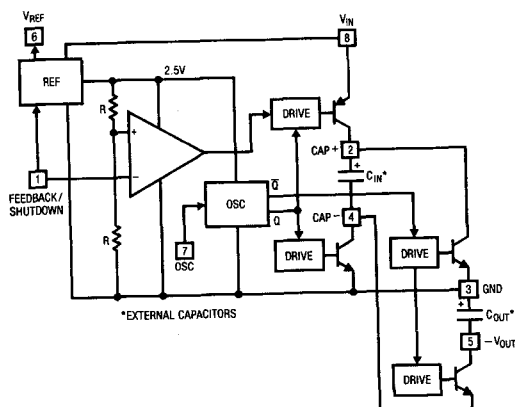 VREF
6
VIN
8
REF
2.5V
R
+
−
DRIVE
CAP +
2
+
CIN*
1
FEEDBACK/
SHUTDOWN
Q̅
OSC
Q
CAP −
4
R
7
OSC
DRIVE
DRIVE
3
GND
+
COUT*
*EXTERNAL CAPACITORS
5
−VOUT
DRIVE